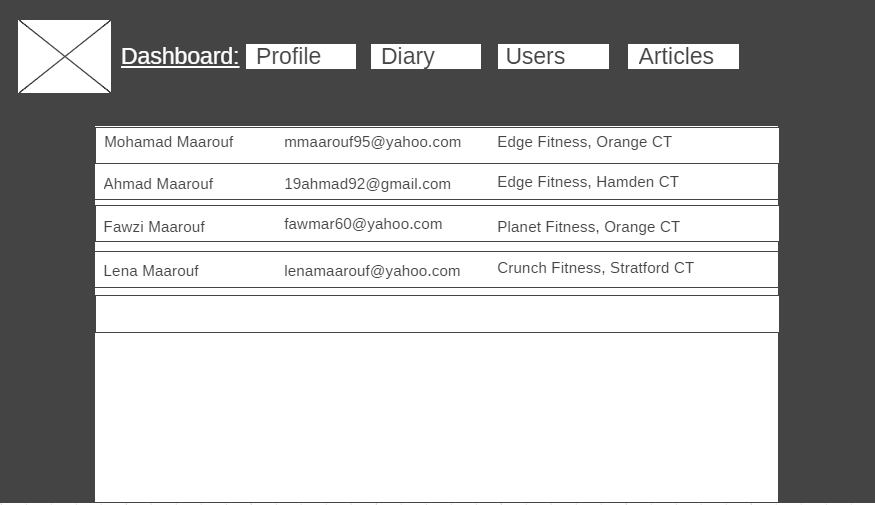 Dashboard: Profile Diary Users Articles
Mohamad Maarouf mmaarouf95@yahoo.com Edge Fitness, Orange CT
Ahmad Maarouf 19ahmad92@gmail.com Edge Fitness, Hamden CT
Fawzi Maarouf fawmar60@yahoo.com Planet Fitness, Orange CT
Lena Maarouf lenamaarouf@yahoo.com Crunch Fitness, Stratford CT